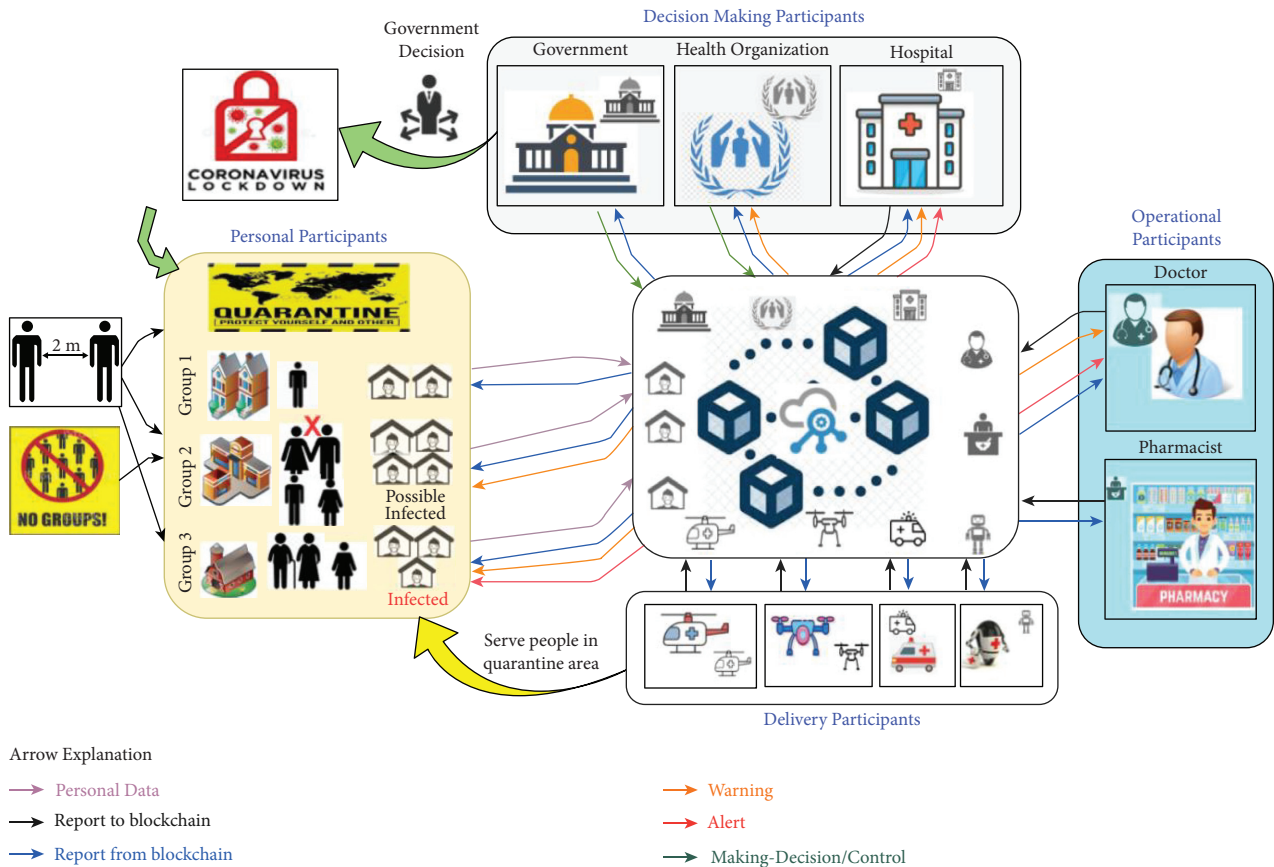 Decision Making Participants
Government
Decision
Government
Health Organization
Hospital
CORONAVIRUS
LOCKDOWN
Operational
Participants
Personal Participants
Doctor
QUARANTINE
PROTECT YOURSELF AND OTHER
2 m
Group 1
X
Group 2
NO GROUPS!
Possible
Infected
Pharmacist
Group 3
Infected
PHARMACY
Serve people in
quarantine area
Delivery Participants
Arrow Explanation
Personal Data
Report to blockchain
Report from blockchain
Warning
Alert
Making-Decision/Control